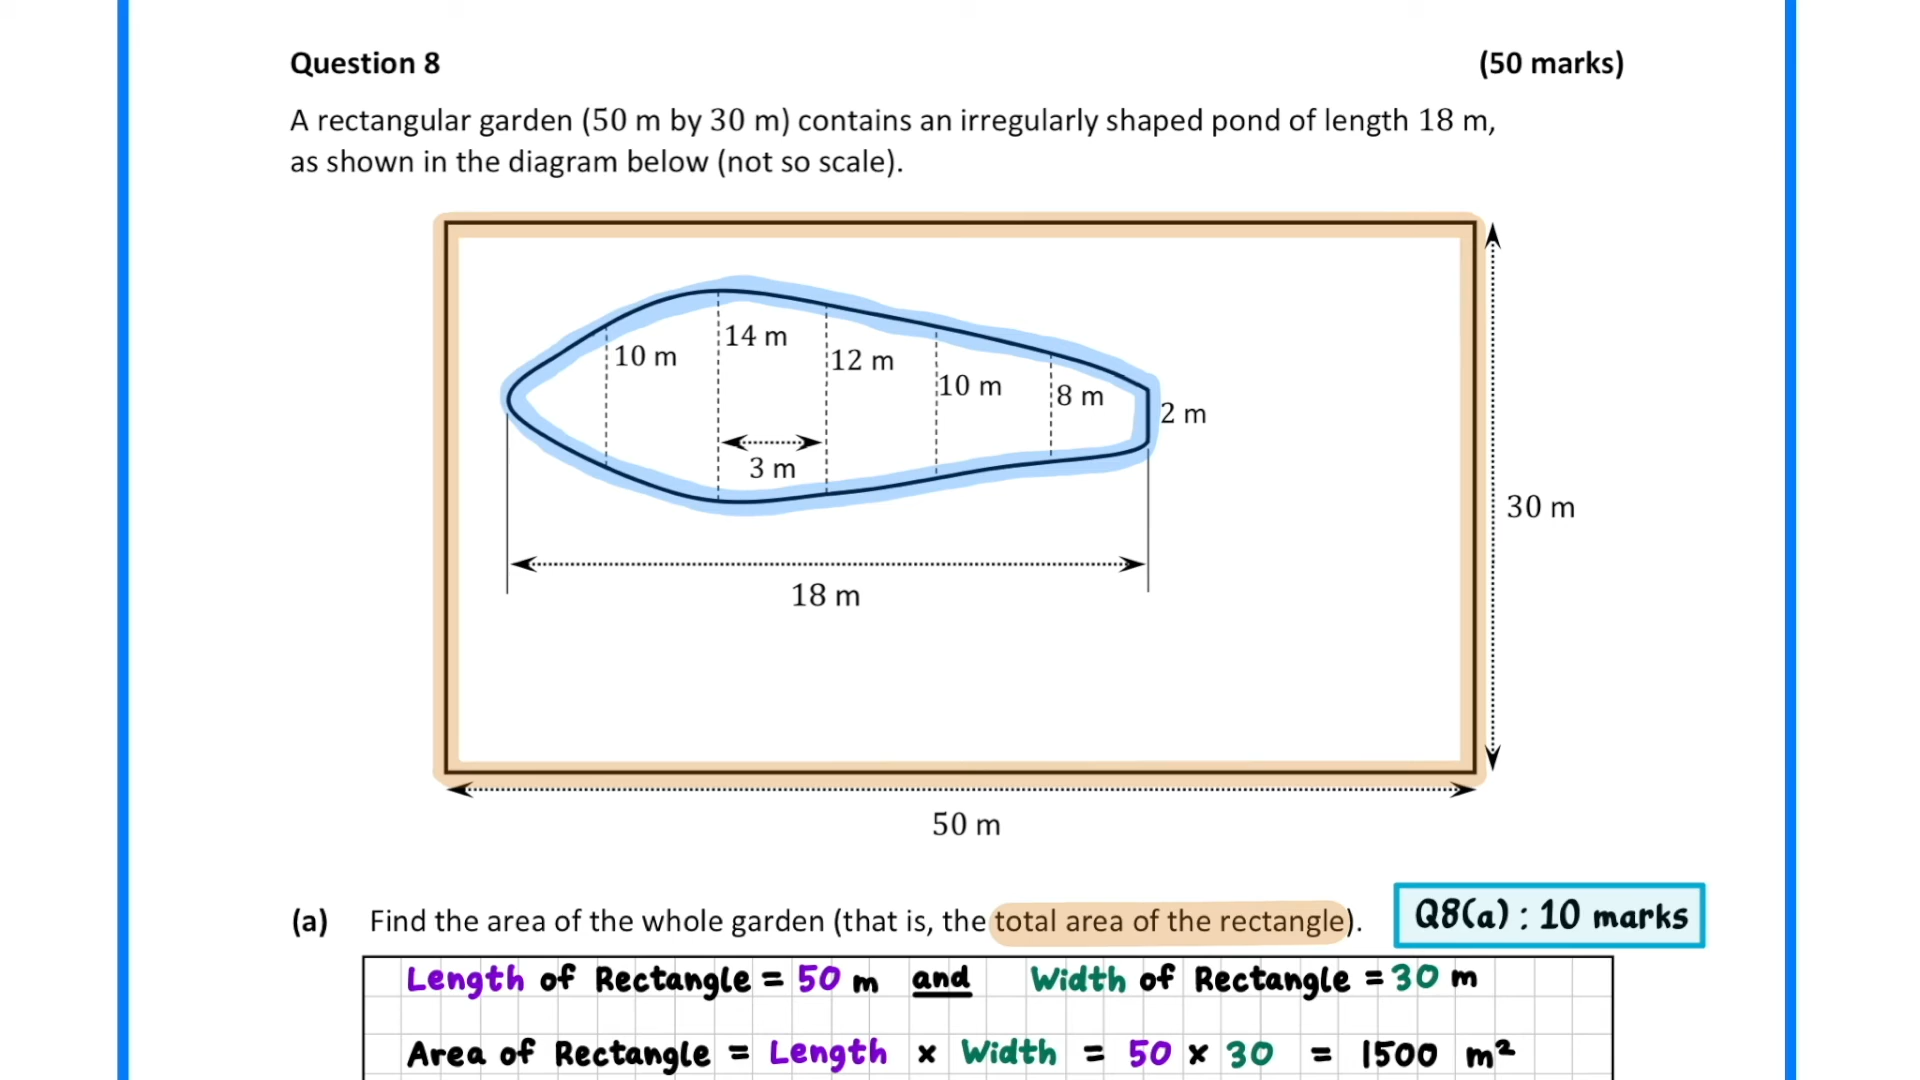 Question 8 (50 marks)
A rectangular garden (50 m by 30 m) contains an irregularly shaped pond of length 18 m,
as shown in the diagram below (not so scale).
14 m
10 m
12 m
10 m
8 m
2 m
3 m
30 m
18 m
50 m
(a) Find the area of the whole garden (that is, the total area of the rectangle). Q8(a) : 10 marks
Length of Rectangle = 50 m and Width of Rectangle = 30 m
Area of Rectangle = Length x Width = 50 x 30 = 1500 m²